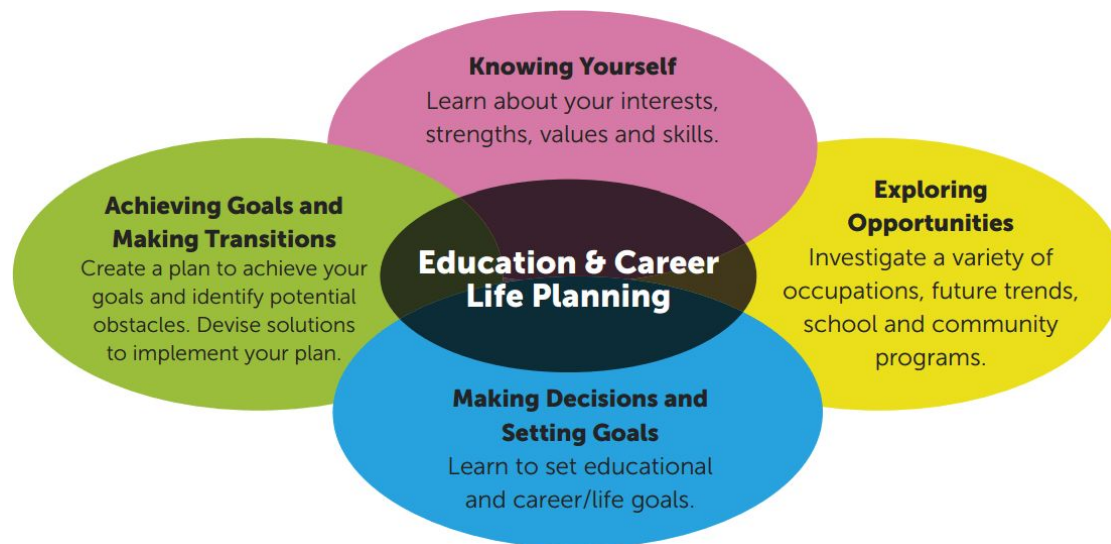 Knowing Yourself
Learn about your interests,
strengths, values and skills.
Achieving Goals and
Making Transitions
Create a plan to achieve your
goals and identify potential
obstacles. Devise solutions
to implement your plan.
Education & Career
Life Planning
Exploring
Opportunities
Investigate a variety of
occupations, future trends,
school and community
programs.
Making Decisions and
Setting Goals
Learn to set educational
and career/life goals.